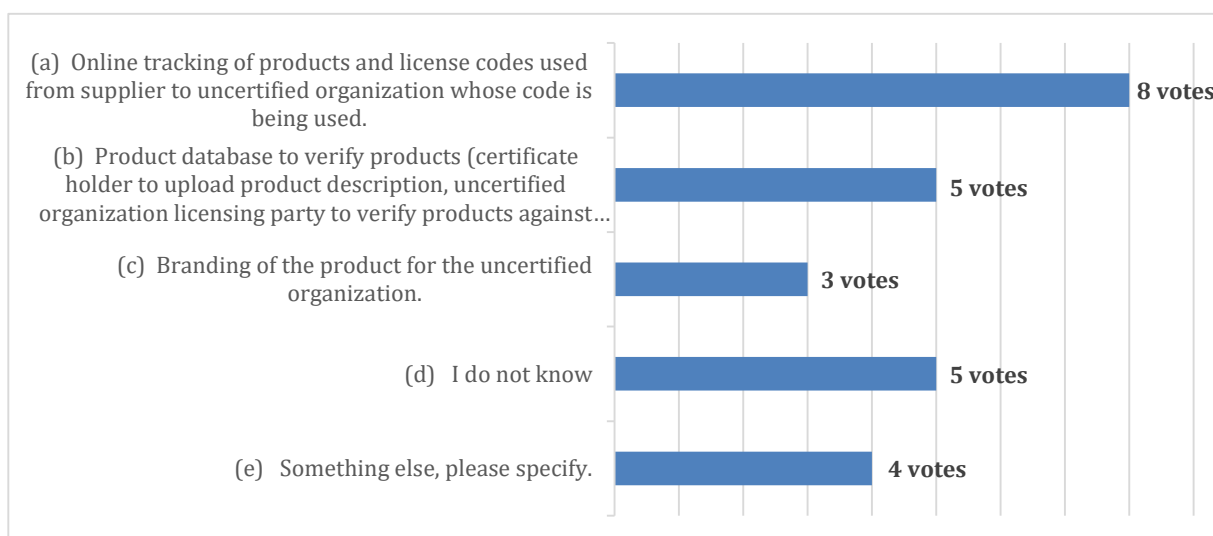 (a) Online tracking of products and license codes used
from supplier to uncertified organization whose code is
being used.
8 votes
(b) Product database to verify products (certificate
holder to upload product description, uncertified
organization licensing party to verify products against…
5 votes
(c) Branding of the product for the uncertified
organization.
3 votes
(d) I do not know
5 votes
(e) Something else, please specify.
4 votes